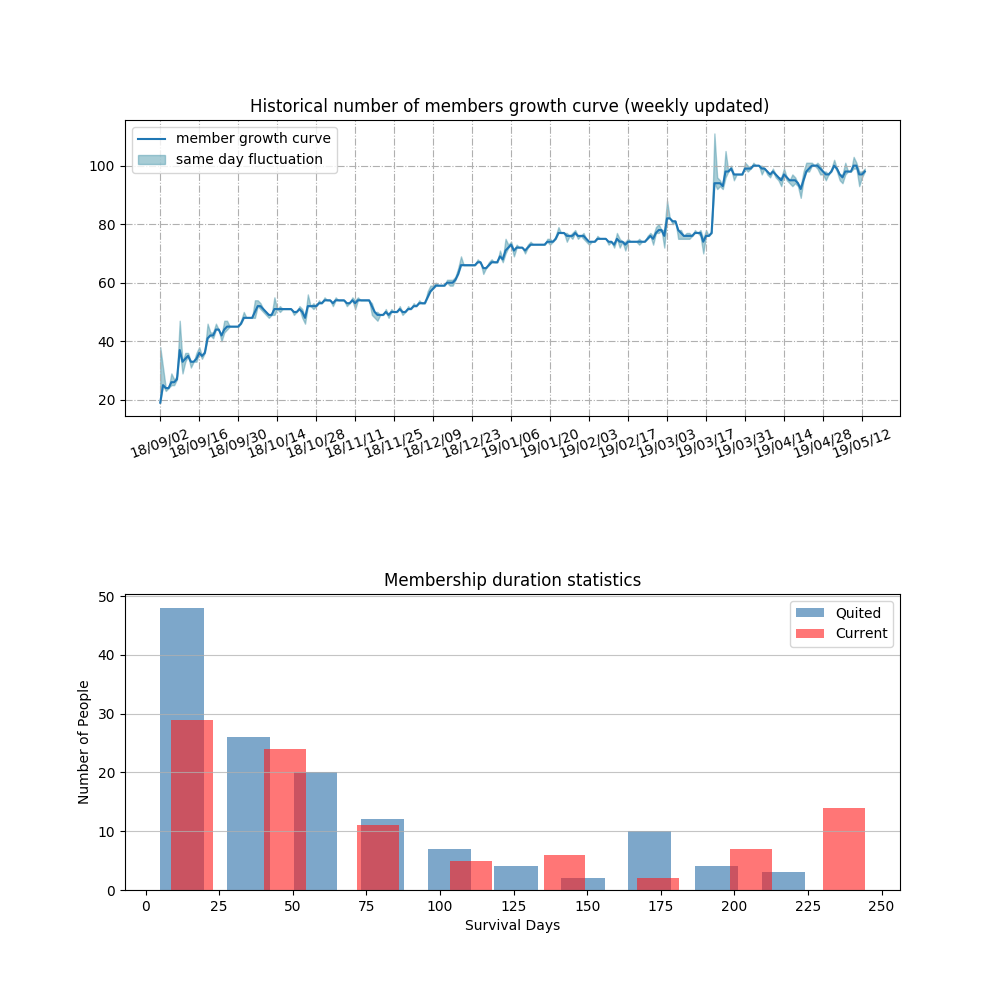 Historical number of members growth curve (weekly updated)
member growth curve
same day fluctuation
100
80
60
40
20
18/09/02 18/09/16 18/09/30 18/10/14 18/10/28 18/11/11 18/11/25 18/12/09 18/12/23 19/01/06 19/01/20 19/02/03 19/02/17 19/03/03 19/03/17 19/03/31 19/04/14 19/04/28 19/05/12
Membership duration statistics
Quited
Current
50
40
30
20
10
0
Number of People
0 25 50 75 100 125 150 175 200 225 250
Survival Days